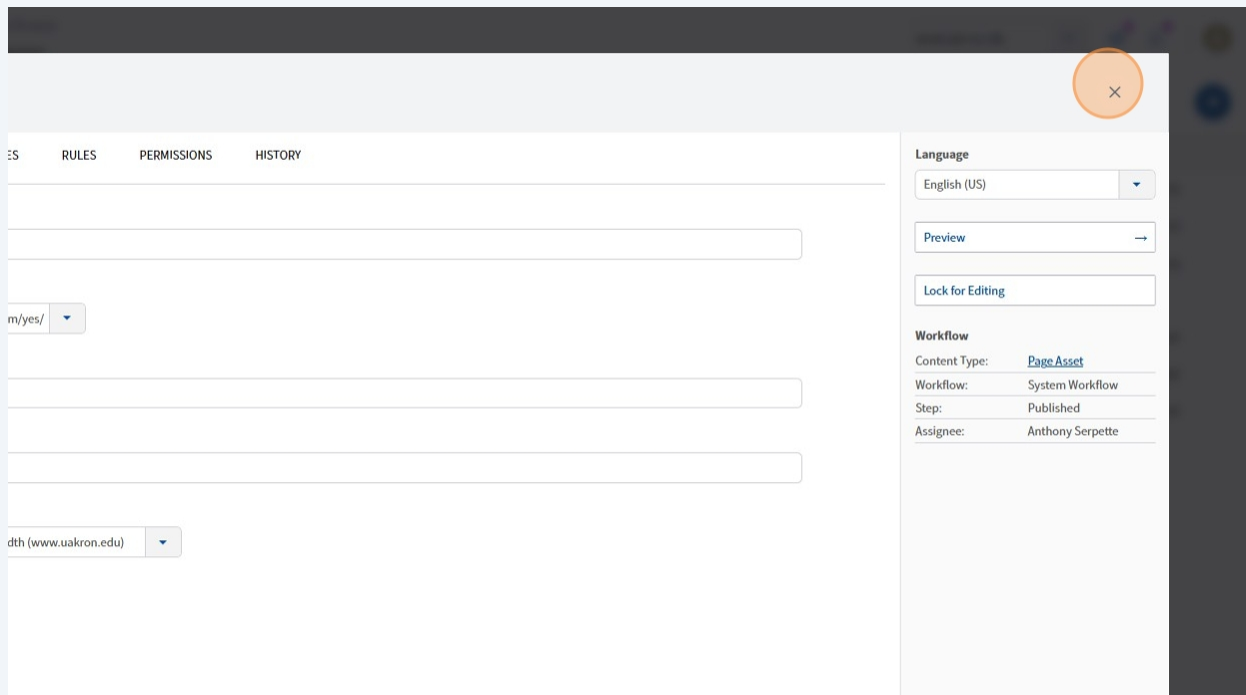 ES RULES PERMISSIONS HISTORY
m/yes/
dth (www.uakron.edu)
Language
English (US)
Preview →
Lock for Editing
Workflow
Content Type: Page Asset
Workflow: System Workflow
Step: Published
Assignee: Anthony Serpette